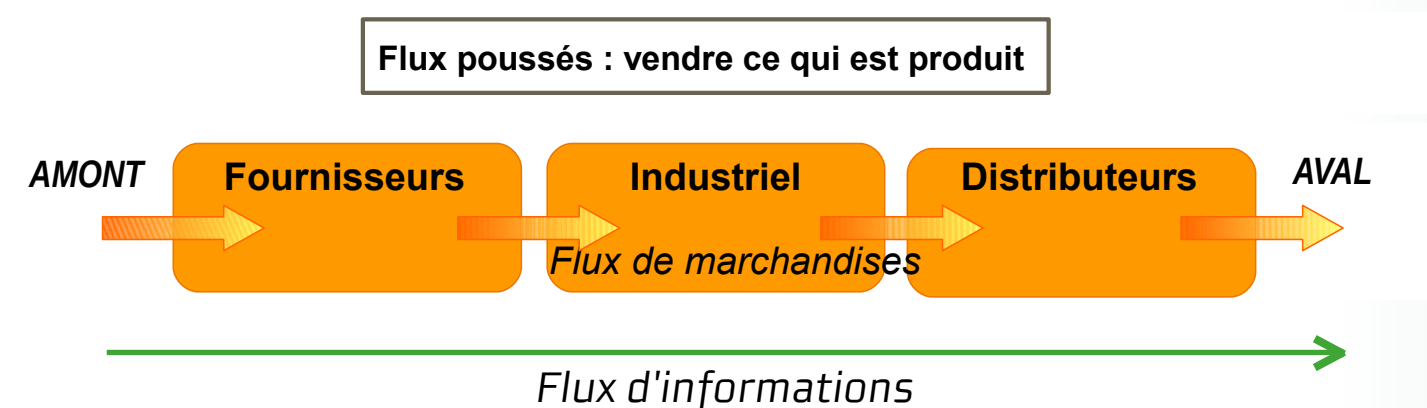 Flux poussés : vendre ce qui est produit
AMONT
Fournisseurs
Industriel
Distributeurs
AVAL
Flux de marchandises
Flux d'informations